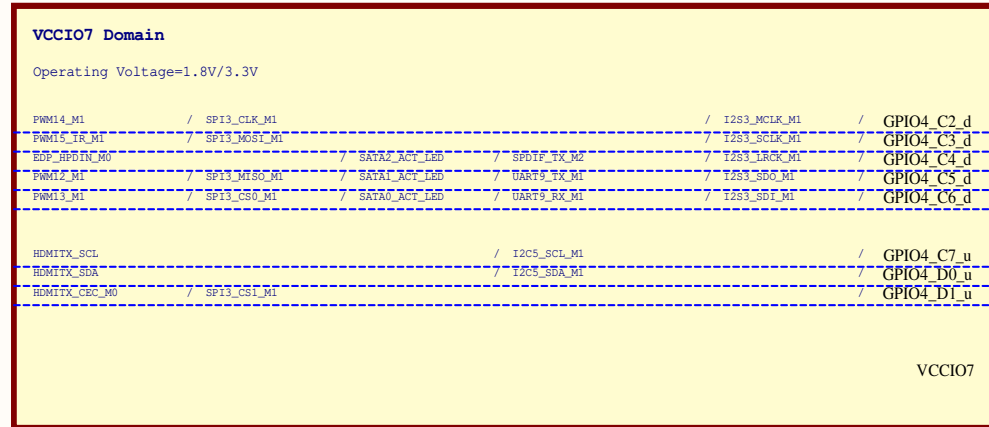 VCCIO7 Domain
Operating Voltage=1.8V/3.3V
PWM14_M1 / SPI3_CLK_M1 / I2S3_MCLK_M1 / GPIO4_C2_d
PWM15_IR_M1 / SPI3_MOSI_M1 / I2S3_SCLK_M1 / GPIO4_C3_d
EDP_HPDIN_M0 / SATA2_ACT_LED / SPDIF_TX_M2 / I2S3_LRCK_M1 / GPIO4_C4_d
PWM12_M1 / SPI3_MISO_M1 / SATA1_ACT_LED / UART9_TX_M1 / I2S3_SDO_M1 / GPIO4_C5_d
PWM13_M1 / SPI3_CS0_M1 / SATA0_ACT_LED / UART9_RX_M1 / I2S3_SDI_M1 / GPIO4_C6_d
HDMITX_SCL / I2C5_SCL_M1 / GPIO4_C7_u
HDMITX_SDA / I2C5_SDA_M1 / GPIO4_D0_u
HDMITX_CEC_M0 / SPI3_CS1_M1 / GPIO4_D1_u
VCCIO7